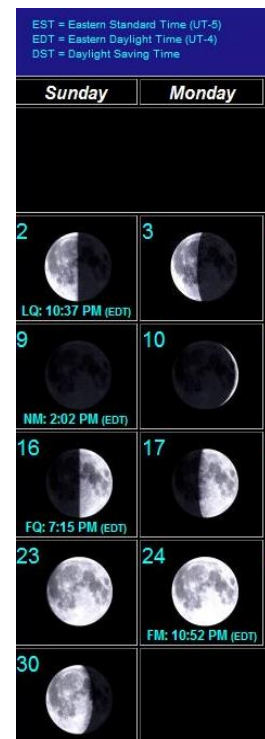 EST = Eastern Standard Time (UT-5)
EDT = Eastern Daylight Time (UT-4)
DST = Daylight Saving Time
Sunday Monday
2 3
LQ: 10:37 PM (EDT)
9 10
NM: 2:02 PM (EDT)
16 17
FQ: 7:15 PM (EDT)
23 24
FM: 10:52 PM (EDT)
30